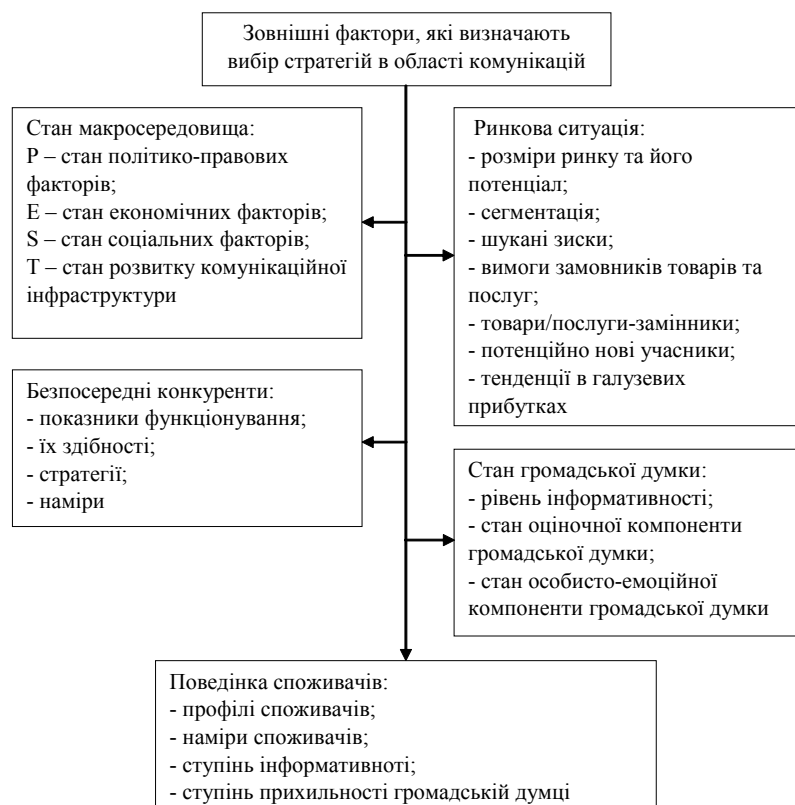 Зовнішні фактори, які визначають
вибір стратегій в області комунікацій
Стан макросередовища:
P – стан політико-правових
факторів;
E – стан економічних факторів;
S – стан соціальних факторів;
T – стан розвитку комунікаційної
інфраструктури
Ринкова ситуація:
- розміри ринку та його
потенціал;
- сегментація;
- шукані зиски;
- вимоги замовників товарів та
послуг;
- товари/послуги-замінники;
- потенційно нові учасники;
- тенденції в галузевих
прибутках
Безпосередні конкуренти:
- показники функціонування;
- їх здібності;
- стратегії;
- наміри
Стан громадської думки:
- рівень інформативності;
- стан оціночної компоненти
громадської думки;
- стан особисто-емоційної
компоненти громадської думки
Поведінка споживачів:
- профілі споживачів;
- наміри споживачів;
- ступінь інформативноті;
- ступінь прихильності громадській думці